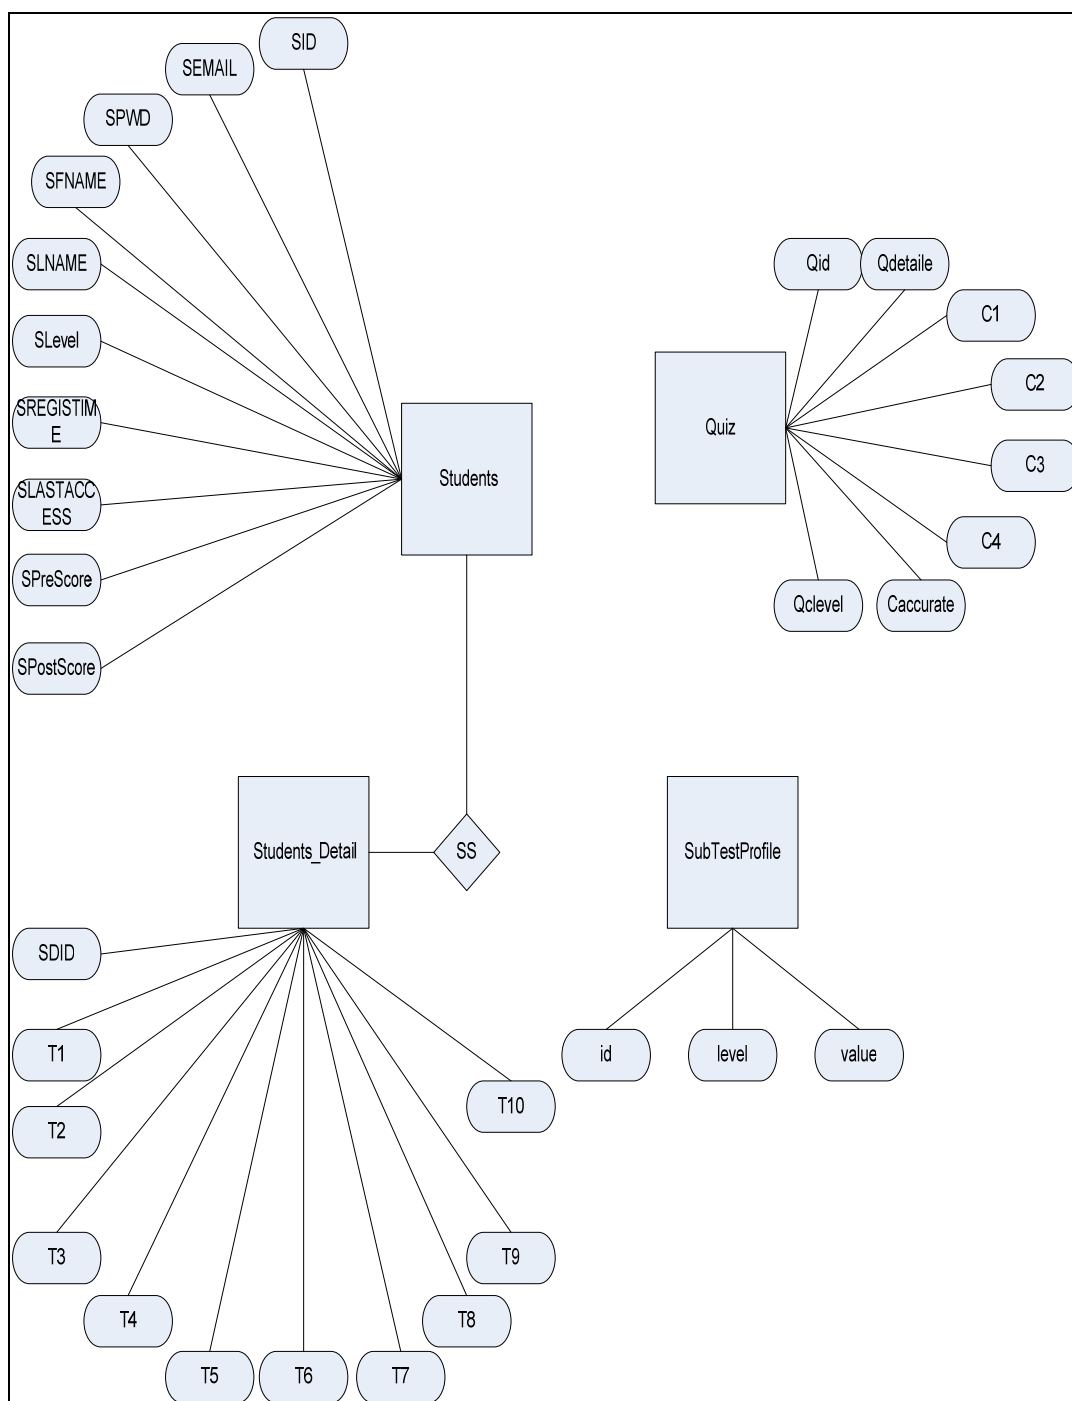 SID
SEMAIL
SPWD
SFNAME
SLNAME
SLevel
SREGISTIM
E
SLASTACC
ESS
SPreScore
SPostScore
Students
Qid
Qdetaile
C1
C2
C3
C4
Caccurate
Qclevel
Quiz
Students_Detail
SS
SubTestProfile
SDID
T1
T2
T3
T4
T5
T6
T7
T8
T9
T10
id
level
value